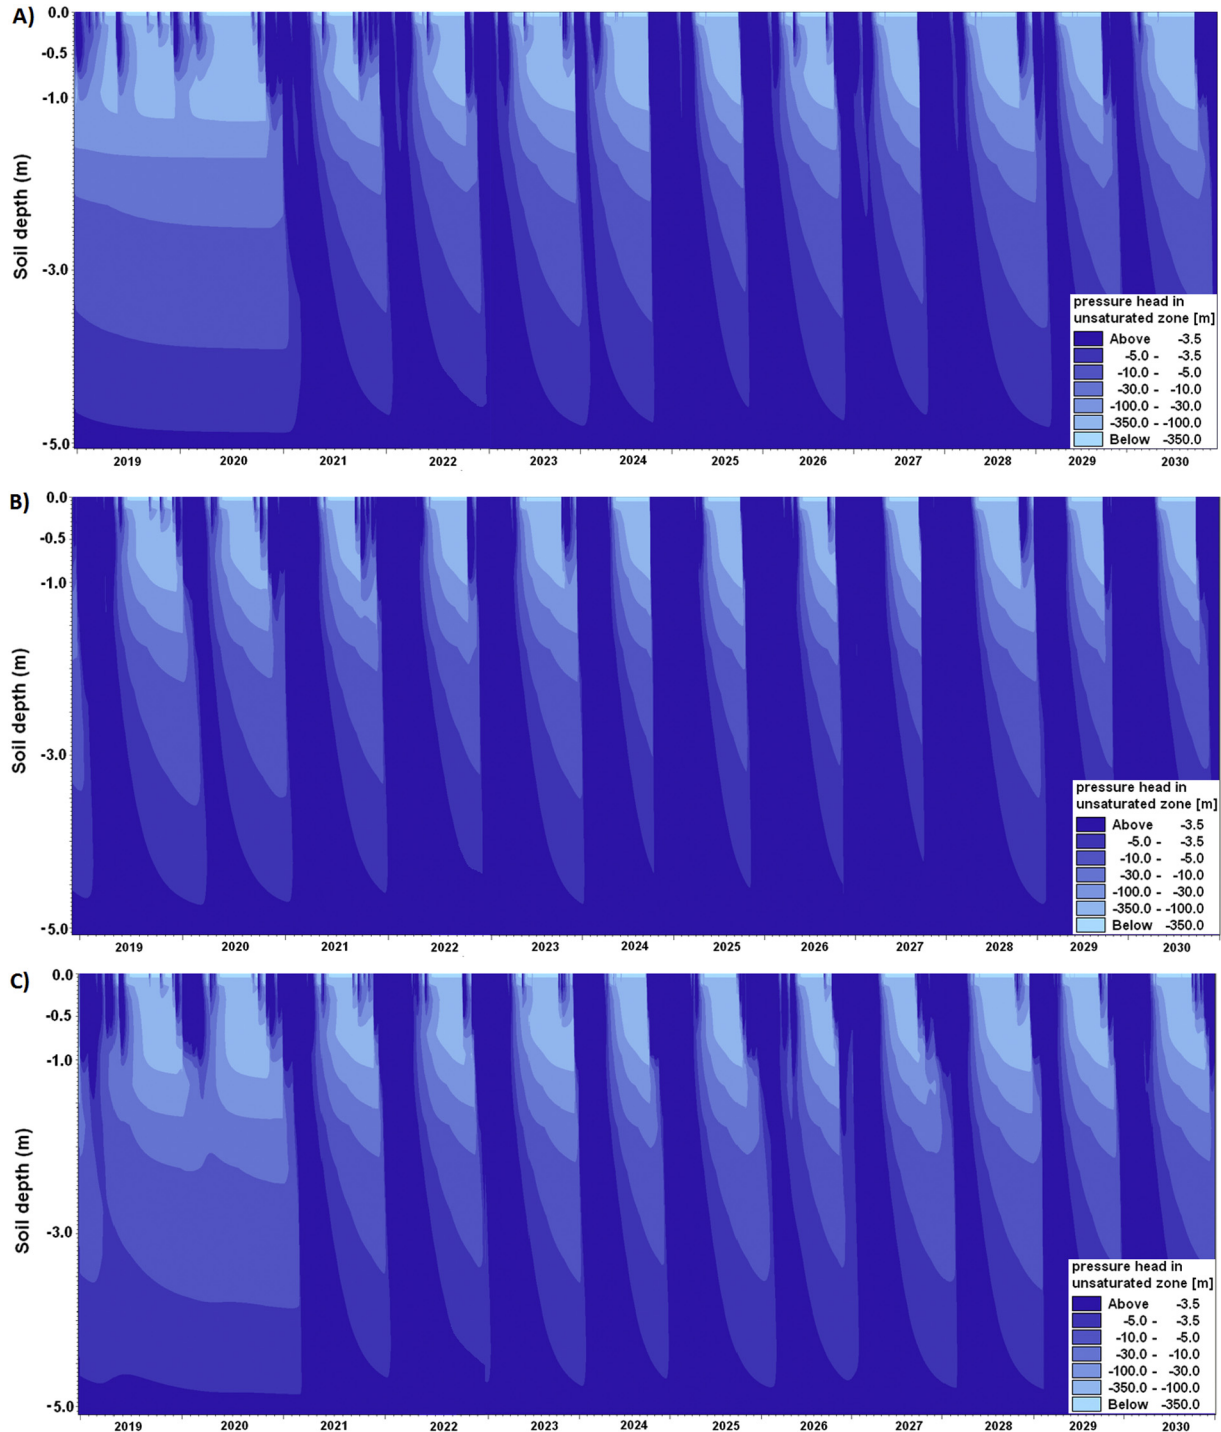 A)
0.0
-0.5
-1.0
-3.0
-5.0
Soil depth (m)
pressure head in
unsaturated zone [m]
Above -3.5
-5.0 - -3.5
-10.0 - -5.0
-30.0 - -10.0
-100.0 - -30.0
-350.0 - -100.0
Below -350.0
2019 2020 2021 2022 2023 2024 2025 2026 2027 2028 2029 2030
B)
0.0
-0.5
-1.0
-3.0
-5.0
Soil depth (m)
pressure head in
unsaturated zone [m]
Above -3.5
-5.0 - -3.5
-10.0 - -5.0
-30.0 - -10.0
-100.0 - -30.0
-350.0 - -100.0
Below -350.0
2019 2020 2021 2022 2023 2024 2025 2026 2027 2028 2029 2030
C)
0.0
-0.5
-1.0
-3.0
-5.0
Soil depth (m)
pressure head in
unsaturated zone [m]
Above -3.5
-5.0 - -3.5
-10.0 - -5.0
-30.0 - -10.0
-100.0 - -30.0
-350.0 - -100.0
Below -350.0
2019 2020 2021 2022 2023 2024 2025 2026 2027 2028 2029 2030